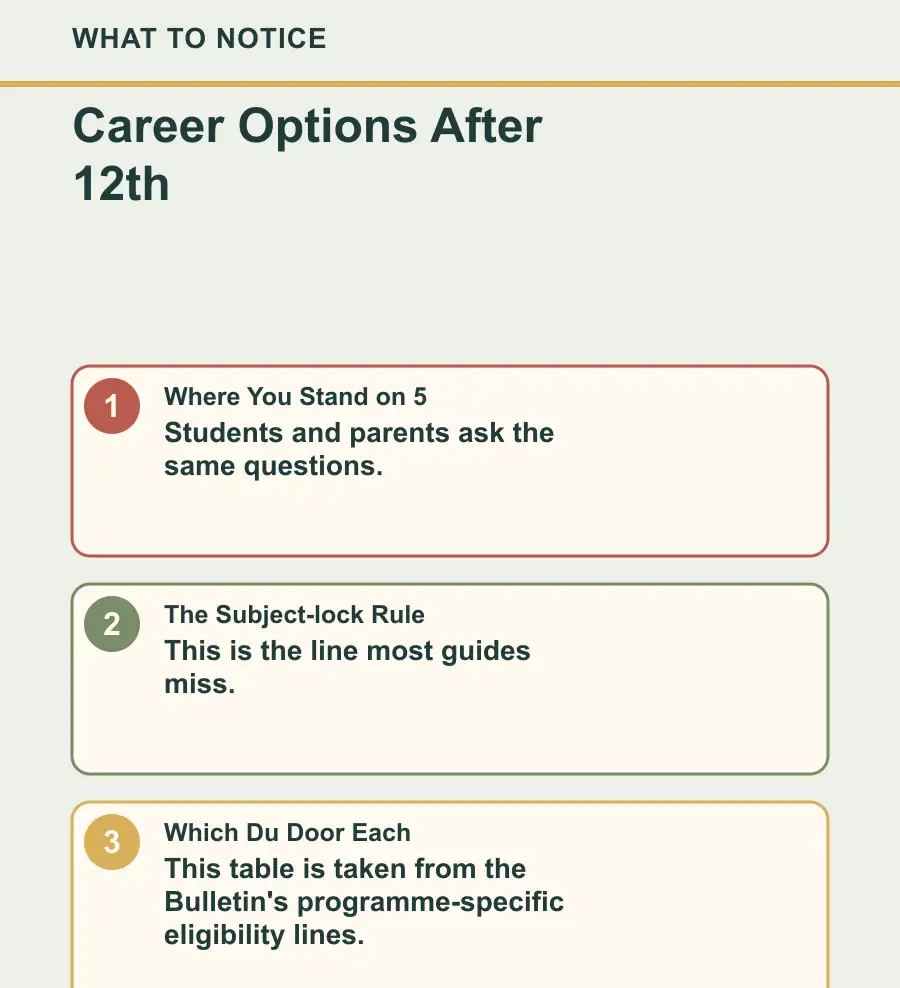 WHAT TO NOTICE
Career Options After
12th
1
Where You Stand on 5
Students and parents ask the
same questions.
2
The Subject-lock Rule
This is the line most guides
miss.
3
Which Du Door Each
This table is taken from the
Bulletin's programme-specific
eligibility lines.